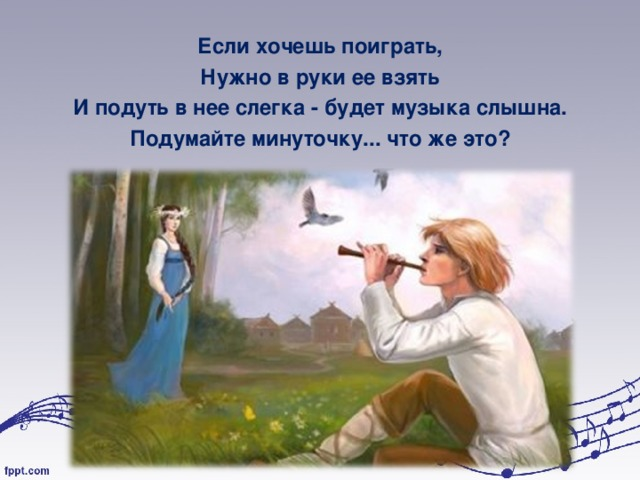 Если хочешь поиграть,
Нужно в руки ее взять
И подуть в нее слегка - будет музыка слышна.
Подумайте минуточку... что же это?
fppt.com